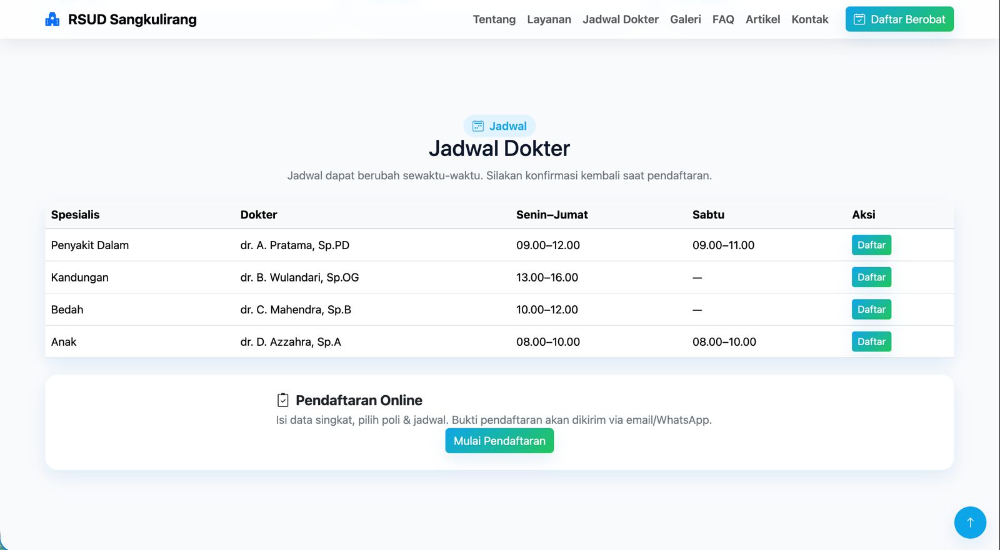 RSUD Sangkulirang
Tentang Layanan Jadwal Dokter Galeri FAQ Artikel Kontak Daftar Berobat
Jadwal
Jadwal Dokter
Jadwal dapat berubah sewaktu-waktu. Silakan konfirmasi kembali saat pendaftaran.
Spesialis Dokter Senin–Jumat Sabtu Aksi
Penyakit Dalam dr. A. Pratama, Sp.PD 09.00–12.00 09.00–11.00 Daftar
Kandungan dr. B. Wulandari, Sp.OG 13.00–16.00 — Daftar
Bedah dr. C. Mahendra, Sp.B 10.00–12.00 — Daftar
Anak dr. D. Azzahra, Sp.A 08.00–10.00 08.00–10.00 Daftar
Pendaftaran Online
Isi data singkat, pilih poli & jadwal. Bukti pendaftaran akan dikirim via email/WhatsApp.
Mulai Pendaftaran